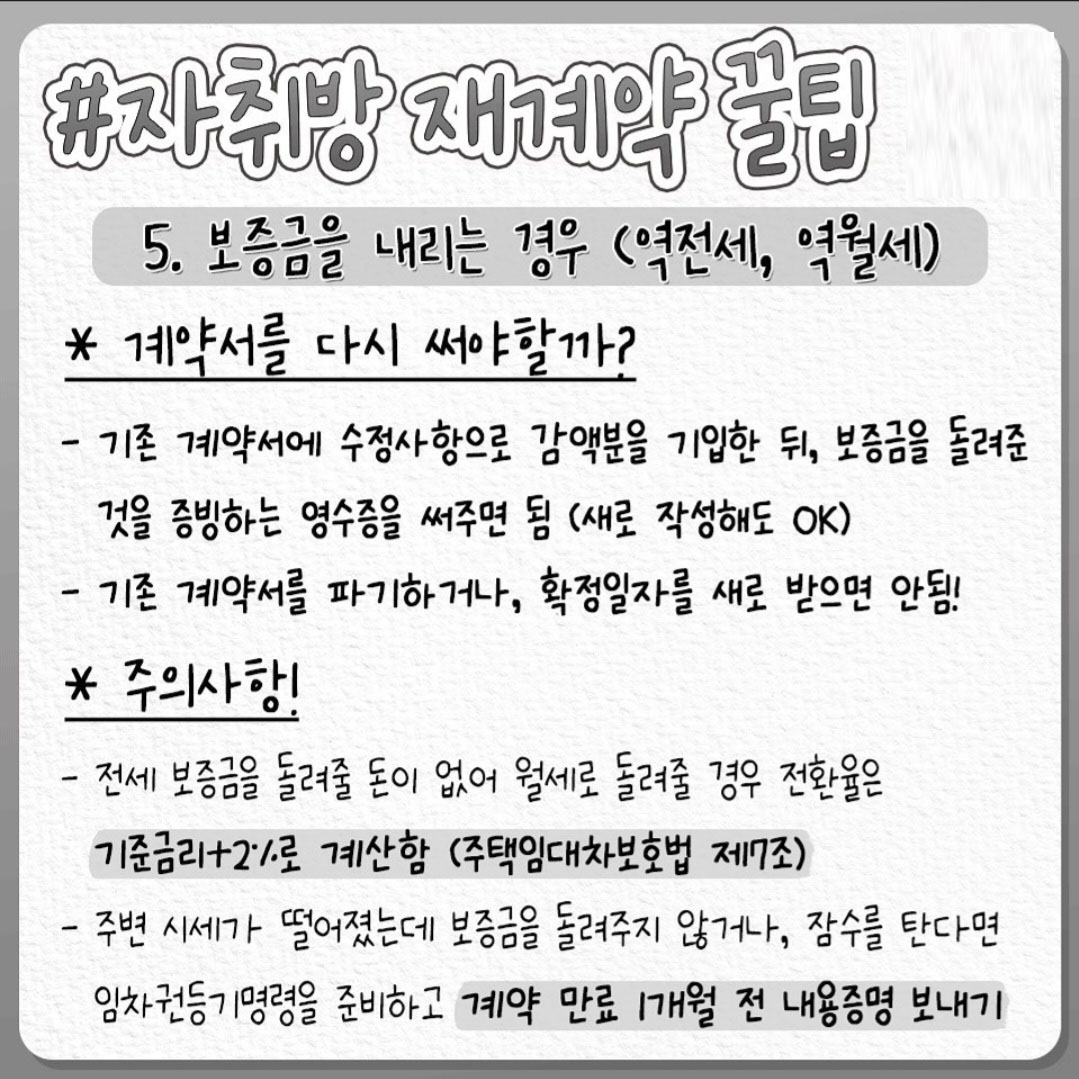 #자취방 재계약 꿀팁
5. 보증금을 내리는 경우 (역전세, 역월세)
* 계약서를 다시 써야할까?
- 기존 계약서에 수정사항으로 감액분을 기입한 뒤, 보증금을 돌려준
것을 증빙하는 영수증을 써주면 됨 (새로 작성해도 OK)
- 기존 계약서를 파기하거나, 확정일자를 새로 받으면 안됨!
* 주의사항!
- 전세 보증금을 돌려줄 돈이 없어 월세로 돌려줄 경우 전환율은
기준금리+2%로 계산함 (주택임대차보호법 제7조)
- 주변 시세가 떨어졌는데 보증금을 돌려주지 않거나, 잠수를 탄다면
임차권등기명령을 준비하고 계약 만료 1개월 전 내용증명 보내기